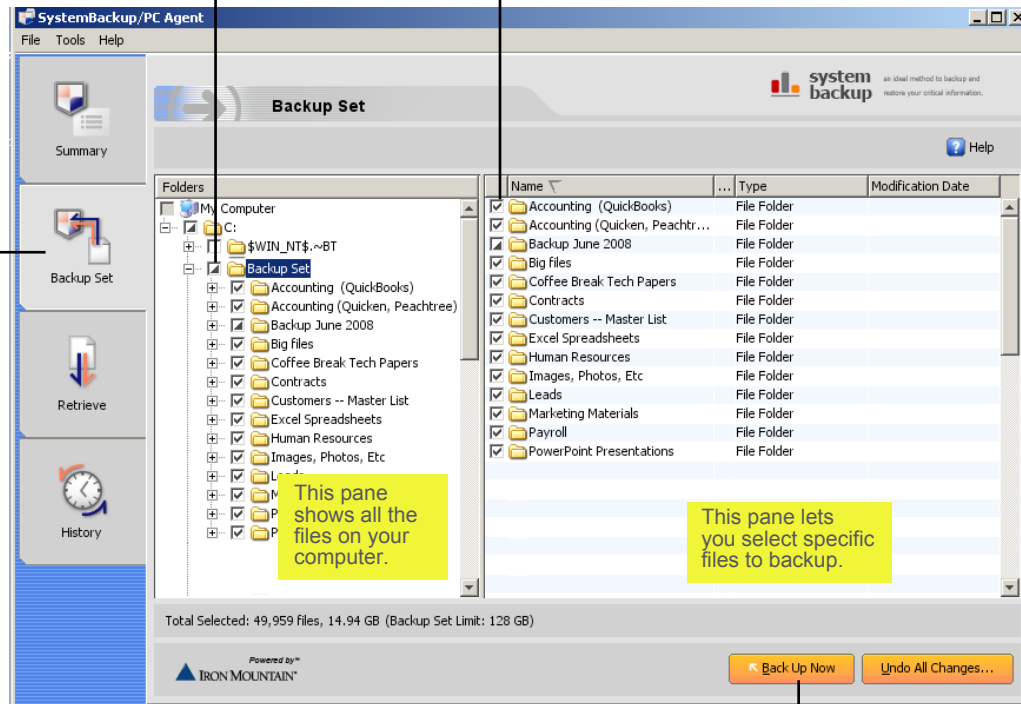 SystemBackup/PC Agent
File Tools Help
Summary
Backup Set
Retrieve
History
Backup Set
system
backup
an ideal method to backup and
restore your critical information.
Help
Folders
My Computer
C:
$WIN_NT$.~BT
Backup Set
Accounting (QuickBooks)
Accounting (Quicken, Peachtree)
Backup June 2008
Big files
Coffee Break Tech Papers
Contracts
Customers -- Master List
Excel Spreadsheets
Human Resources
Images, Photos, Etc
This pane
shows all the
files on your
computer.
Name ... Type Modification Date
Accounting (QuickBooks) File Folder
Accounting (Quicken, Peachtr... File Folder
Backup June 2008 File Folder
Big files File Folder
Coffee Break Tech Papers File Folder
Contracts File Folder
Customers -- Master List File Folder
Excel Spreadsheets File Folder
Human Resources File Folder
Images, Photos, Etc File Folder
Leads File Folder
Marketing Materials File Folder
Payroll File Folder
PowerPoint Presentations File Folder
This pane lets
you select specific
files to backup.
Total Selected: 49,959 files, 14.94 GB (Backup Set Limit: 128 GB)
Powered by™
IRON MOUNTAIN®
Back Up Now
Undo All Changes...